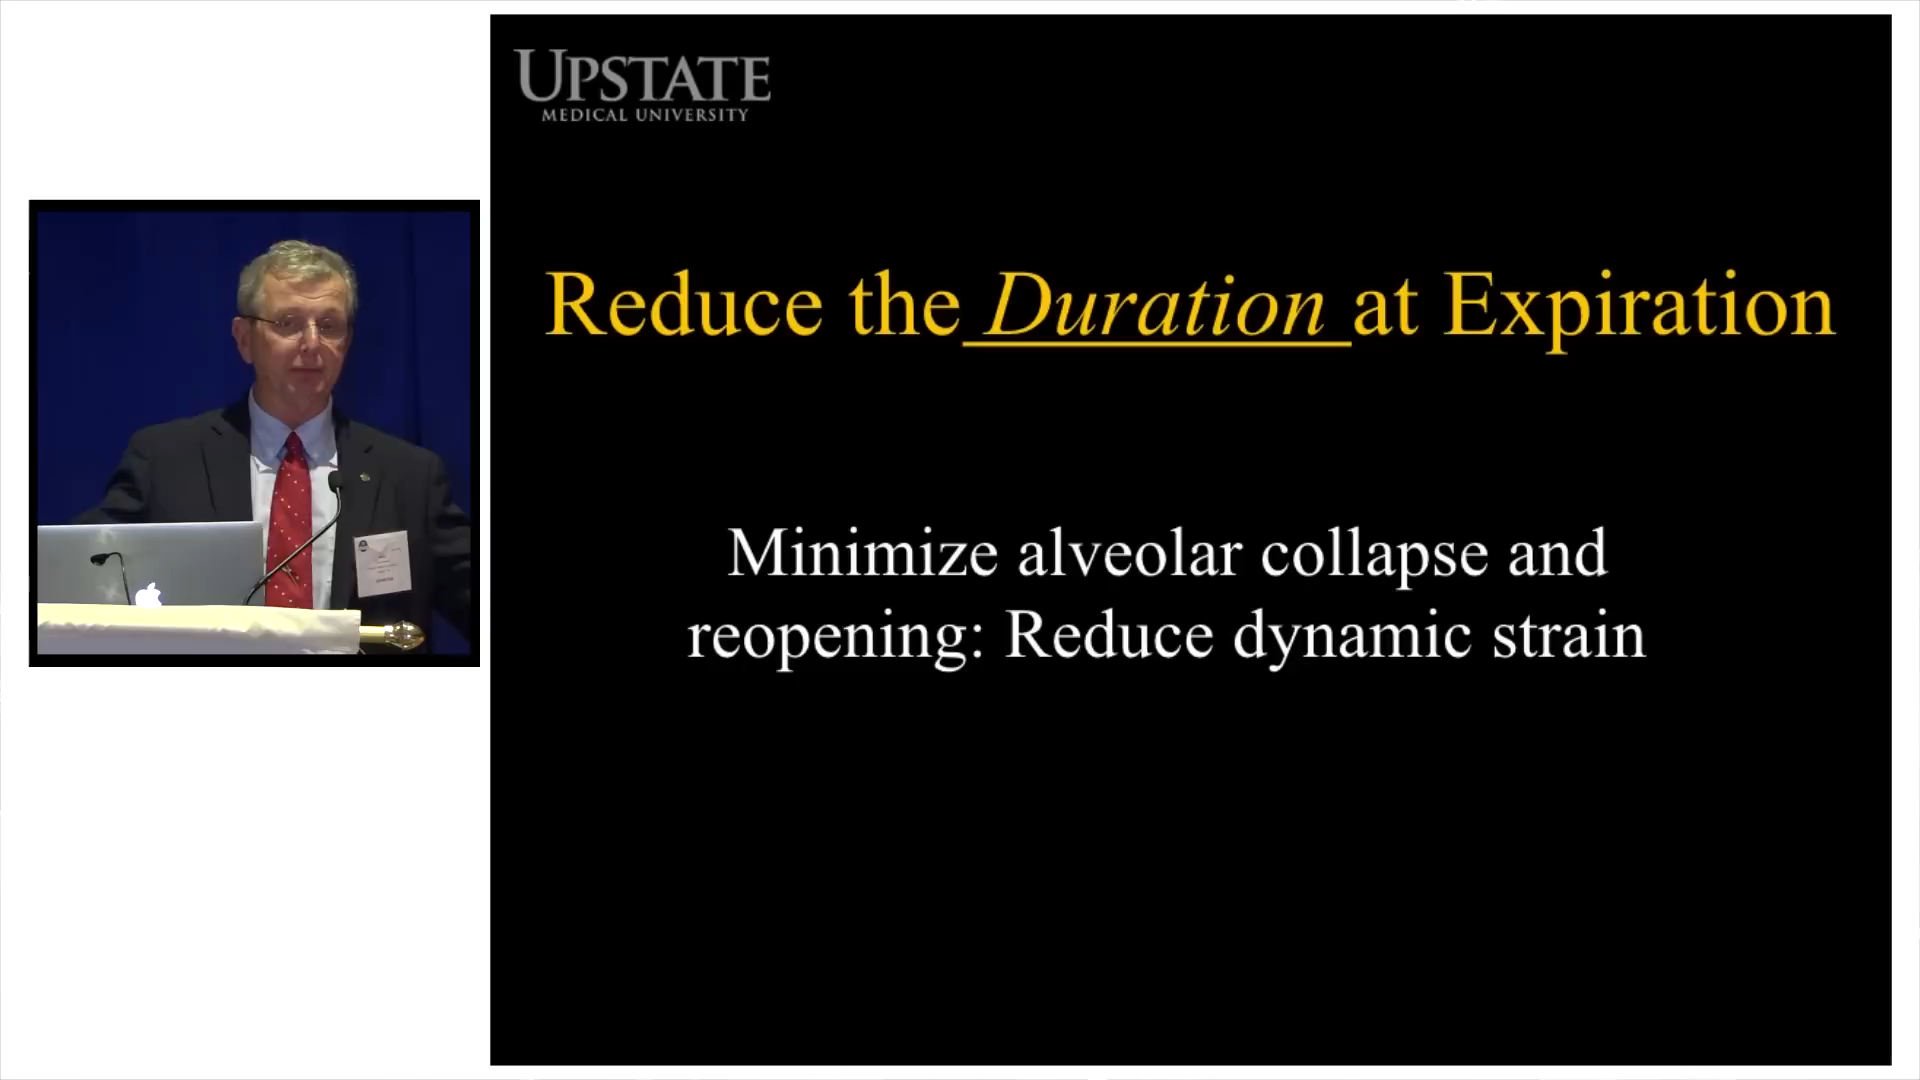 UPSTATE
MEDICAL UNIVERSITY
Reduce the Duration at Expiration
Minimize alveolar collapse and
reopening: Reduce dynamic strain